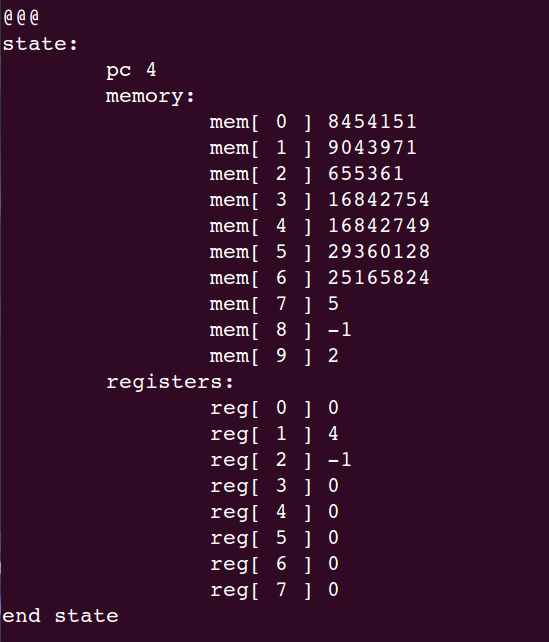 @@@
state:
pc 4
memory:
mem[ 0 ] 8454151
mem[ 1 ] 9043971
mem[ 2 ] 655361
mem[ 3 ] 16842754
mem[ 4 ] 16842749
mem[ 5 ] 29360128
mem[ 6 ] 25165824
mem[ 7 ] 5
mem[ 8 ] -1
mem[ 9 ] 2
registers:
reg[ 0 ] 0
reg[ 1 ] 4
reg[ 2 ] -1
reg[ 3 ] 0
reg[ 4 ] 0
reg[ 5 ] 0
reg[ 6 ] 0
reg[ 7 ] 0
end state